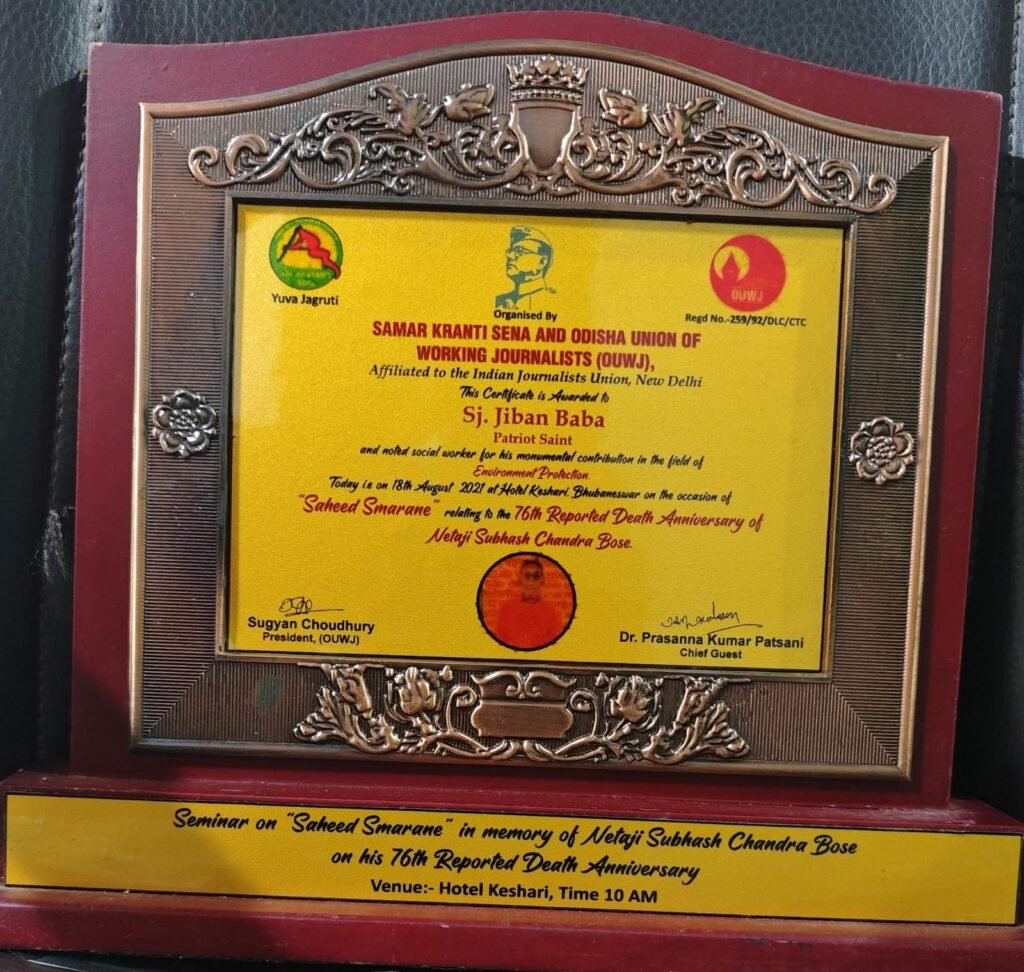 Yuva Jagruti
OUWJ
Regd No.-259/92/DLC/CTC
Organised By
SAMAR KRANTI SENA AND ODISHA UNION OF
WORKING JOURNALISTS (OUWJ),
Affiliated to the Indian Journalists Union, New Delhi
This Certificate is Awarded to
Sj. Jiban Baba
Patriot Saint
and noted social worker for his monumental contribution in the field of
Environment Protection
Today i.e on 18th August 2021 at Hotel Keshari, Bhubaneswar on the occasion of
"Saheed Smarane" relating to the 76th Reported Death Anniversary of
Netaji Subhash Chandra Bose.
Sugyan Choudhury
President, (OUWJ)
Dr. Prasanna Kumar Patsani
Chief Guest
Seminar on "Saheed Smarane" in memory of Netaji Subhash Chandra Bose
on his 76th Reported Death Anniversary
Venue:- Hotel Keshari, Time 10 AM